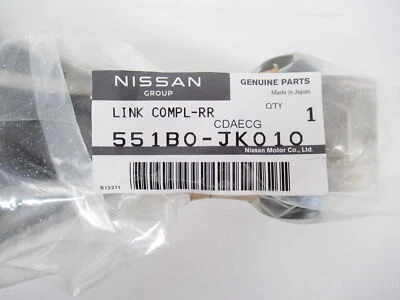 NISSAN
GROUP
GENUINE PARTS
Made in Japan
LINK COMPL-RR
Q'TY
1
CDAECG
551B0-JK010
Nissan Motor Co., Ltd.
B13211